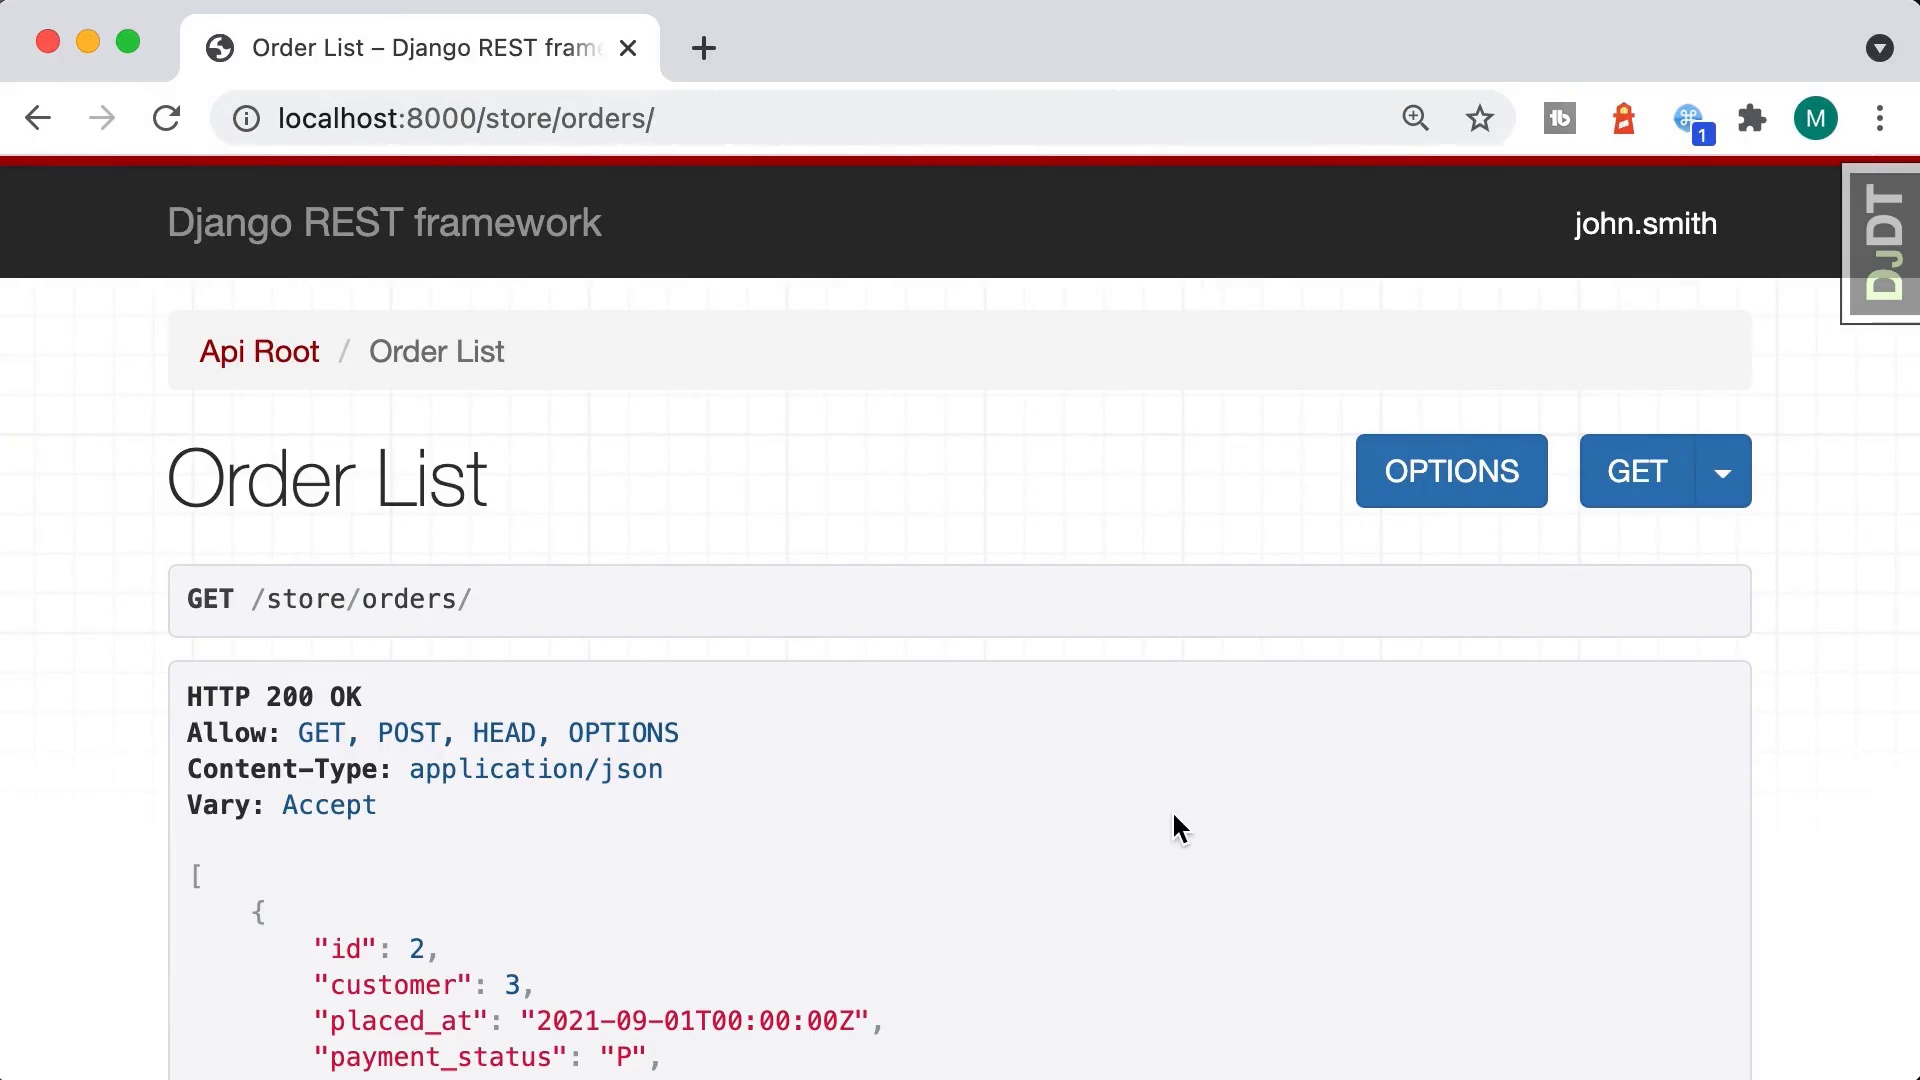 Order List – Django REST frame
localhost:8000/store/orders/
1
M
Django REST framework
john.smith
DJDT
Api Root / Order List
Order List
OPTIONS
GET
GET /store/orders/
HTTP 200 OK
Allow: GET, POST, HEAD, OPTIONS
Content-Type: application/json
Vary: Accept
[
{
"id": 2,
"customer": 3,
"placed_at": "2021-09-01T00:00:00Z",
"payment_status": "P",